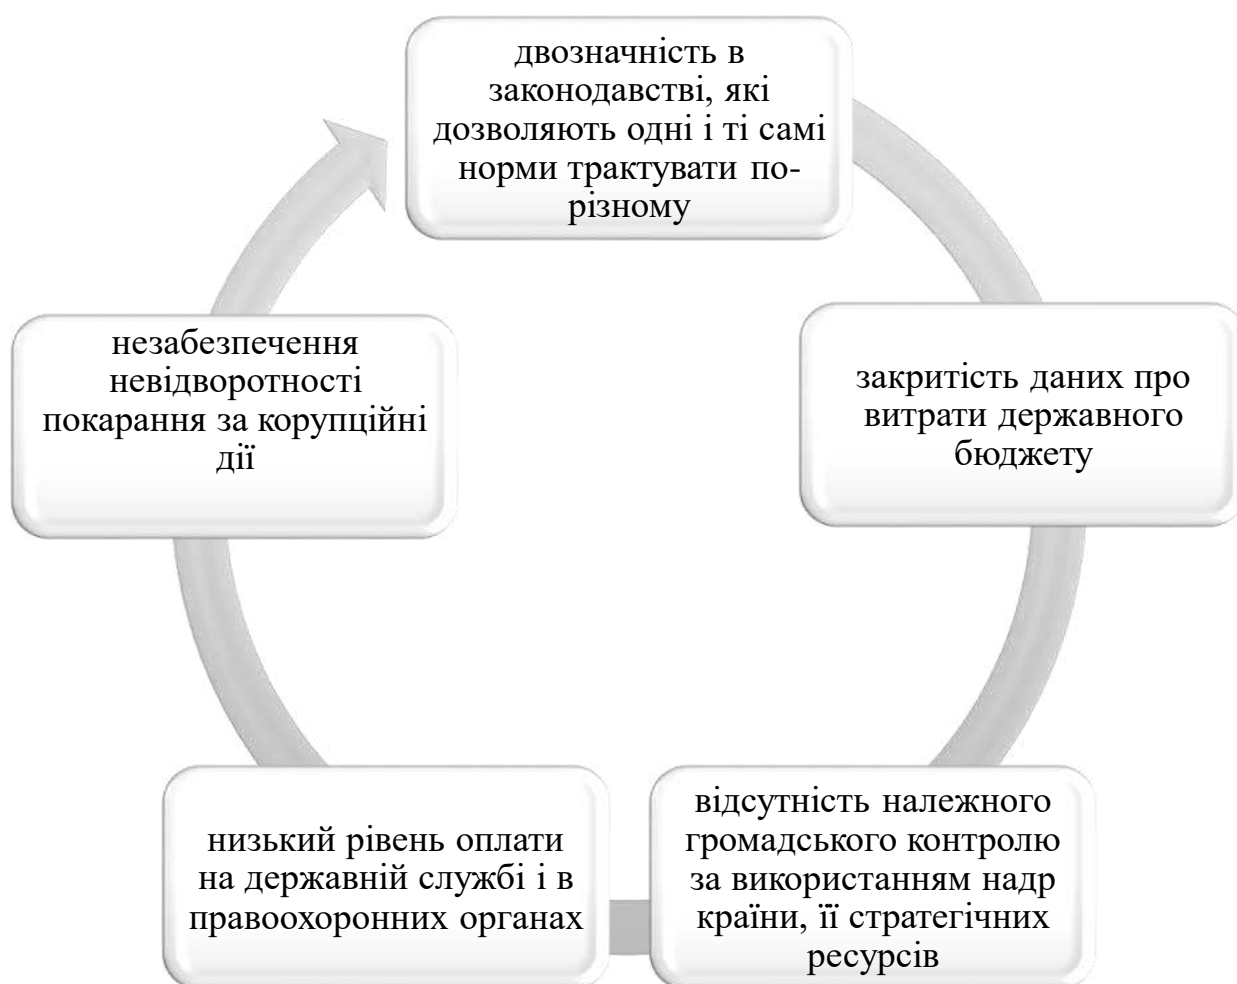 двозначність в
законодавстві, які
дозволяють одні і ті самі
норми трактувати по-
різному
закритість даних про
витрати державного
бюджету
відсутність належного
громадського контролю
за використанням надр
країни, її стратегічних
ресурсів
низький рівень оплати
на державній службі і в
правоохоронних органах
незабезпечення
невідворотності
покарання за корупційні
дії